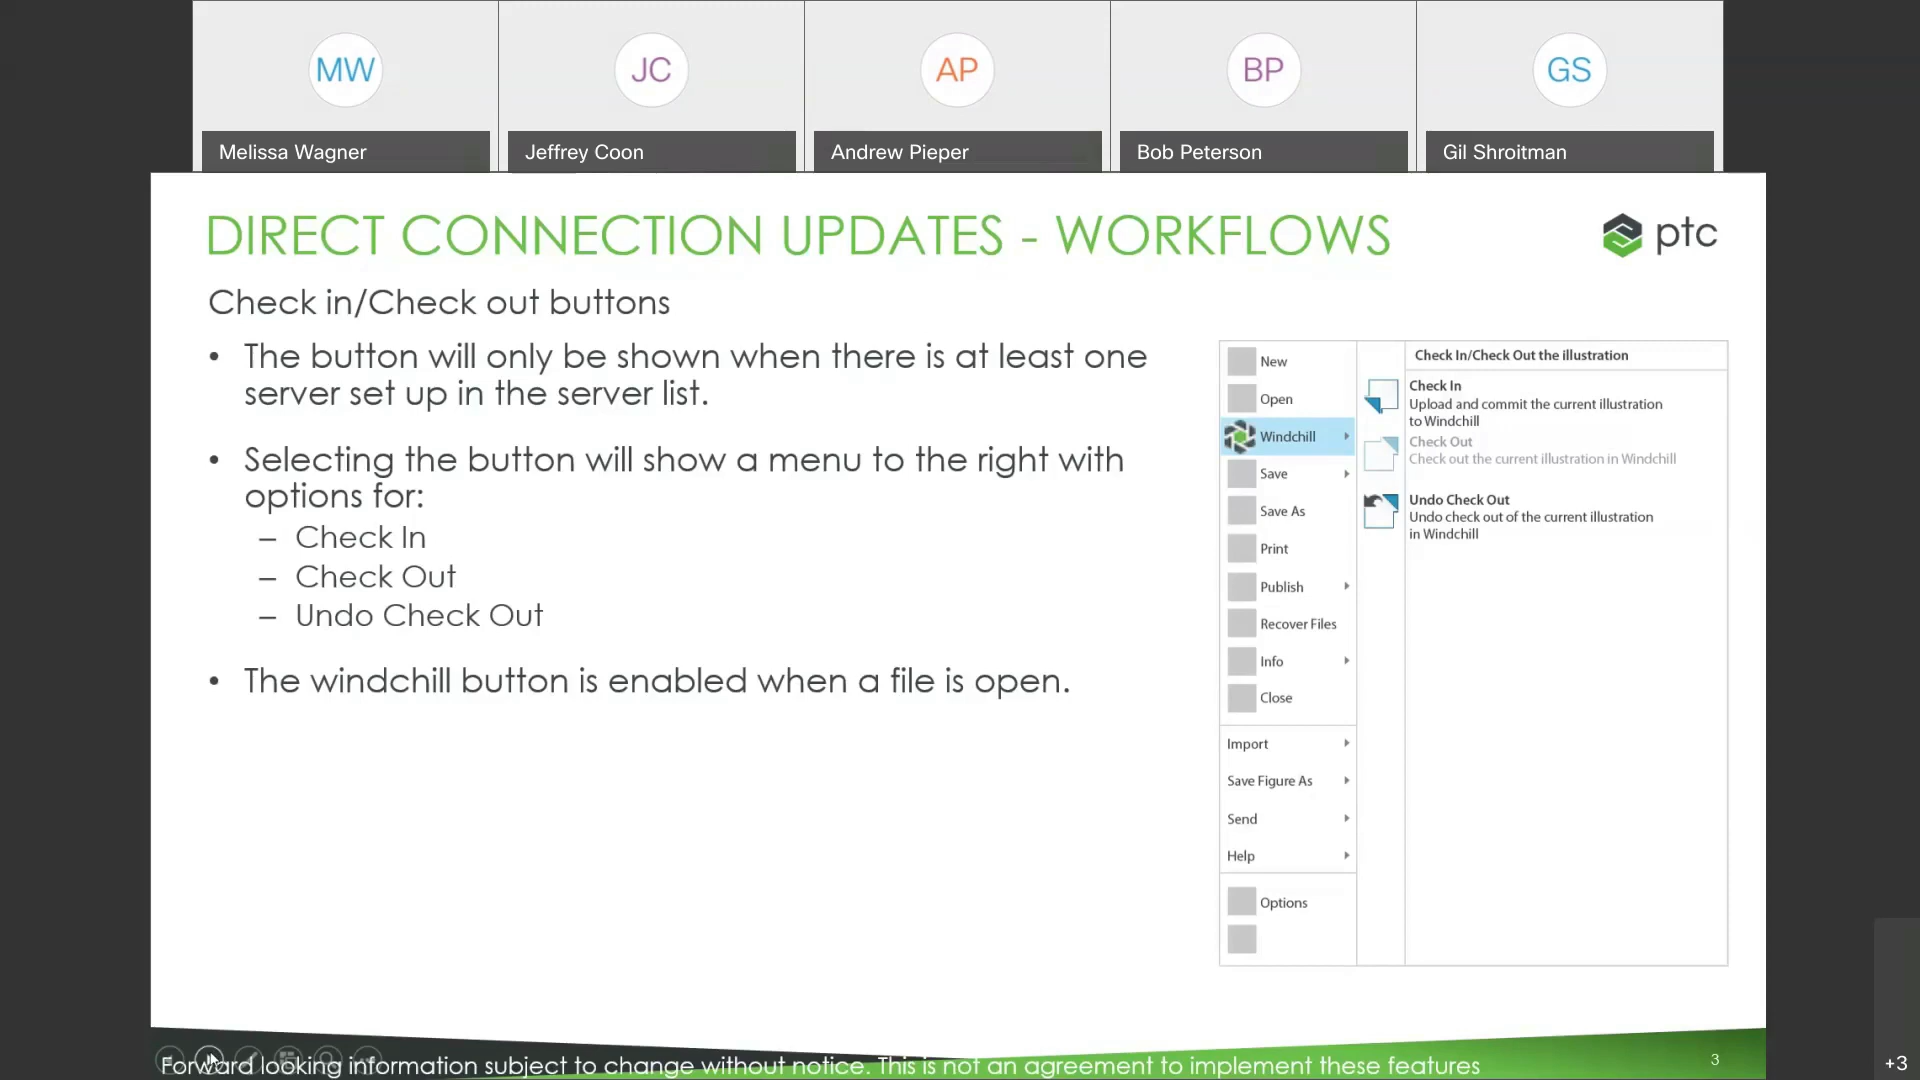 MW
JC
AP
BP
GS
Melissa Wagner
Jeffrey Coon
Andrew Pieper
Bob Peterson
Gil Shroitman
DIRECT CONNECTION UPDATES - WORKFLOWS
ptc
Check in/Check out buttons
• The button will only be shown when there is at least one
server set up in the server list.
• Selecting the button will show a menu to the right with
options for:
– Check In
– Check Out
– Undo Check Out
• The windchill button is enabled when a file is open.
New
Open
Windchill
Save
Save As
Print
Publish
Recover Files
Info
Close
Import
Save Figure As
Send
Help
Options
Check In/Check Out the illustration
Check In
Upload and commit the current illustration
to Windchill
Check Out
Check out the current illustration in Windchill
Undo Check Out
Undo check out of the current illustration
in Windchill
Forward looking information subject to change without notice. This is not an agreement to implement these features
3
+3